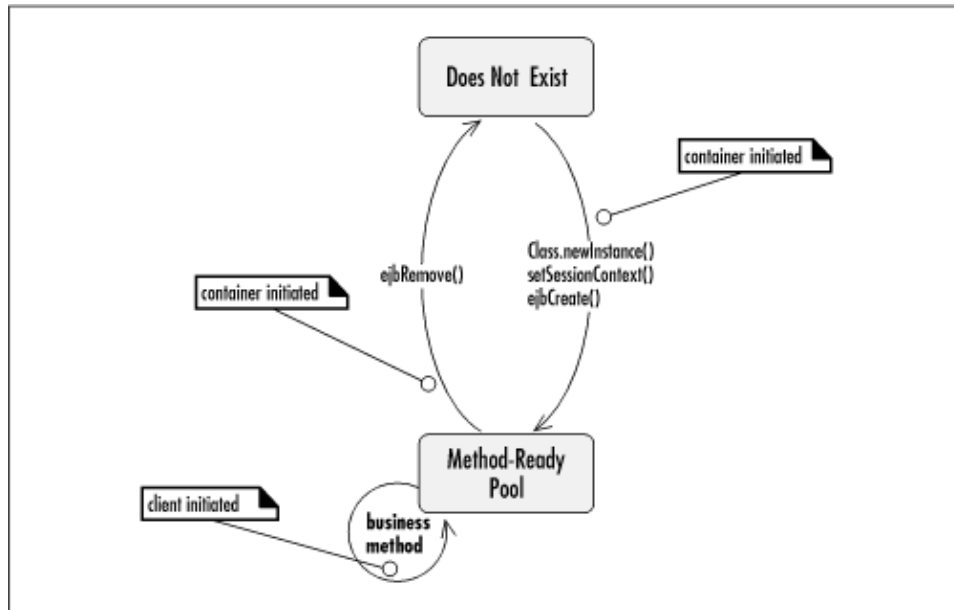 Does Not Exist
container initiated
Class.newInstance()
setSessionContext()
ejbCreate()
ejbRemove()
container initiated
Method-Ready
Pool
client initiated
business
method